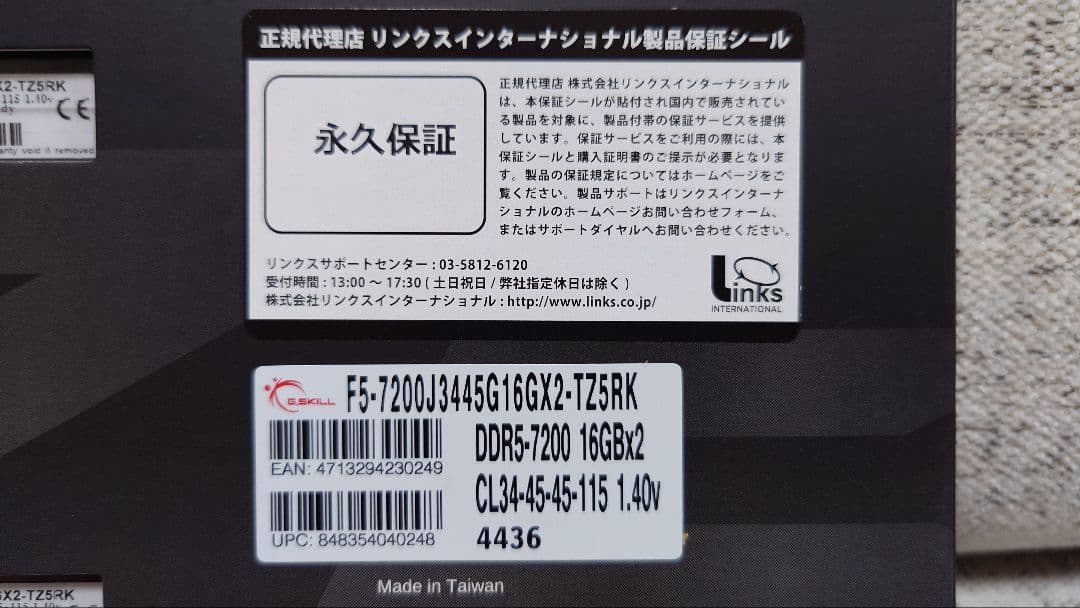 正規代理店 リンクスインターナショナル製品保証シール
永久保証
正規代理店 株式会社リンクスインターナショナル
は、本保証シールが貼付され国内で販売されてい
る製品を対象に、製品付帯の保証サービスを提供
しています。保証サービスをご利用の際には、本
保証シールと購入証明書のご提示が必要となりま
す。製品の保証規定についてはホームページをご
覧ください。製品サポートはリンクスインターナ
ショナルのホームページお問い合わせフォーム、
またはサポートダイヤルへお問い合わせください。
リンクスサポートセンター : 03-5812-6120
受付時間 : 13:00 〜 17:30 ( 土日祝日 / 弊社指定休日は除く )
株式会社リンクスインターナショナル : http://www.links.co.jp/
Links
INTERNATIONAL
X2-TZ5RK
115 1.40v
CE
anty void if removed
G.SKILL
F5-7200J3445G16GX2-TZ5RK
DDR5-7200 16GBx2
EAN: 4713294230249
CL34-45-45-115 1.40v
UPC: 848354040248
4436
Made in Taiwan
GX2-TZ5RK